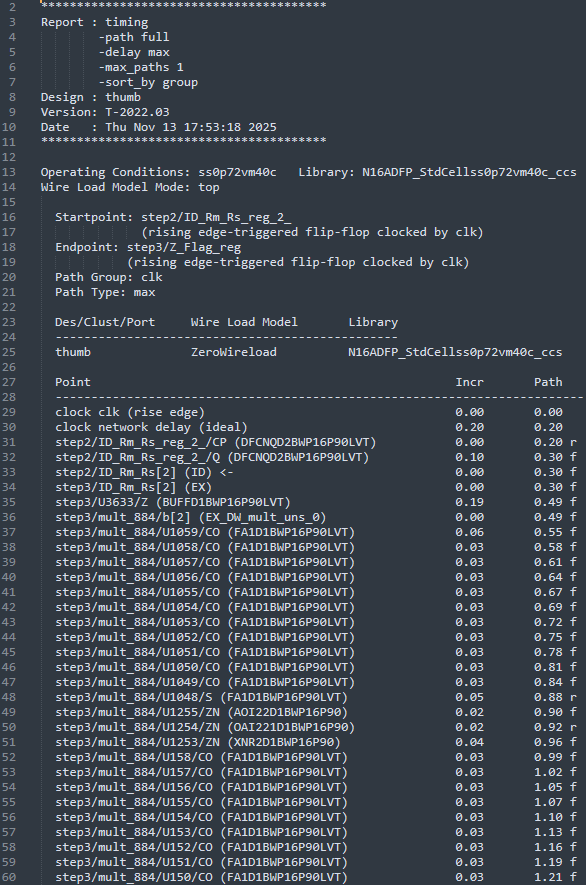 2 ****************************************
3 Report : timing
4         -path full
5         -delay max
6         -max_paths 1
7         -sort_by group
8 Design : thumb
9 Version: T-2022.03
10 Date   : Thu Nov 13 17:53:18 2025
11 ****************************************
12
13 Operating Conditions: ss0p72vm40c   Library: N16ADFP_StdCellss0p72vm40c_ccs
14 Wire Load Model Mode: top
15
16   Startpoint: step2/ID_Rm_Rs_reg_2_
17               (rising edge-triggered flip-flop clocked by clk)
18   Endpoint: step3/Z_Flag_reg
19             (rising edge-triggered flip-flop clocked by clk)
20   Path Group: clk
21   Path Type: max
22
23   Des/Clust/Port     Wire Load Model       Library
24   ------------------------------------------------
25   thumb              ZeroWireload          N16ADFP_StdCellss0p72vm40c_ccs
26
27   Point                                                   Incr       Path
28   --------------------------------------------------------------------------
29   clock clk (rise edge)                                   0.00       0.00
30   clock network delay (ideal)                             0.20       0.20
31   step2/ID_Rm_Rs_reg_2_/CP (DFCNQD2BWP16P90LVT)           0.00       0.20 r
32   step2/ID_Rm_Rs_reg_2_/Q (DFCNQD2BWP16P90LVT)            0.10       0.30 f
33   step2/ID_Rm_Rs[2] (ID) <-                               0.00       0.30 f
34   step3/ID_Rm_Rs[2] (EX)                                  0.00       0.30 f
35   step3/U3633/Z (BUFFD1BWP16P90LVT)                       0.19       0.49 f
36   step3/mult_884/b[2] (EX_DW_mult_uns_0)                  0.00       0.49 f
37   step3/mult_884/U1059/CO (FA1D1BWP16P90LVT)              0.06       0.55 f
38   step3/mult_884/U1058/CO (FA1D1BWP16P90LVT)              0.03       0.58 f
39   step3/mult_884/U1057/CO (FA1D1BWP16P90LVT)              0.03       0.61 f
40   step3/mult_884/U1056/CO (FA1D1BWP16P90LVT)              0.03       0.64 f
41   step3/mult_884/U1055/CO (FA1D1BWP16P90LVT)              0.03       0.67 f
42   step3/mult_884/U1054/CO (FA1D1BWP16P90LVT)              0.03       0.69 f
43   step3/mult_884/U1053/CO (FA1D1BWP16P90LVT)              0.03       0.72 f
44   step3/mult_884/U1052/CO (FA1D1BWP16P90LVT)              0.03       0.75 f
45   step3/mult_884/U1051/CO (FA1D1BWP16P90LVT)              0.03       0.78 f
46   step3/mult_884/U1050/CO (FA1D1BWP16P90LVT)              0.03       0.81 f
47   step3/mult_884/U1049/CO (FA1D1BWP16P90LVT)              0.03       0.84 f
48   step3/mult_884/U1048/S (FA1D1BWP16P90LVT)               0.05       0.88 r
49   step3/mult_884/U1255/ZN (AOI22D1BWP16P90)               0.02       0.90 f
50   step3/mult_884/U1254/ZN (OAI221D1BWP16P90)              0.02       0.92 r
51   step3/mult_884/U1253/ZN (XNR2D1BWP16P90)                0.04       0.96 f
52   step3/mult_884/U158/CO (FA1D1BWP16P90LVT)               0.03       0.99 f
53   step3/mult_884/U157/CO (FA1D1BWP16P90LVT)               0.03       1.02 f
54   step3/mult_884/U156/CO (FA1D1BWP16P90LVT)               0.03       1.05 f
55   step3/mult_884/U155/CO (FA1D1BWP16P90LVT)               0.03       1.07 f
56   step3/mult_884/U154/CO (FA1D1BWP16P90LVT)               0.03       1.10 f
57   step3/mult_884/U153/CO (FA1D1BWP16P90LVT)               0.03       1.13 f
58   step3/mult_884/U152/CO (FA1D1BWP16P90LVT)               0.03       1.16 f
59   step3/mult_884/U151/CO (FA1D1BWP16P90LVT)               0.03       1.19 f
60   step3/mult_884/U150/CO (FA1D1BWP16P90LVT)               0.03       1.21 f